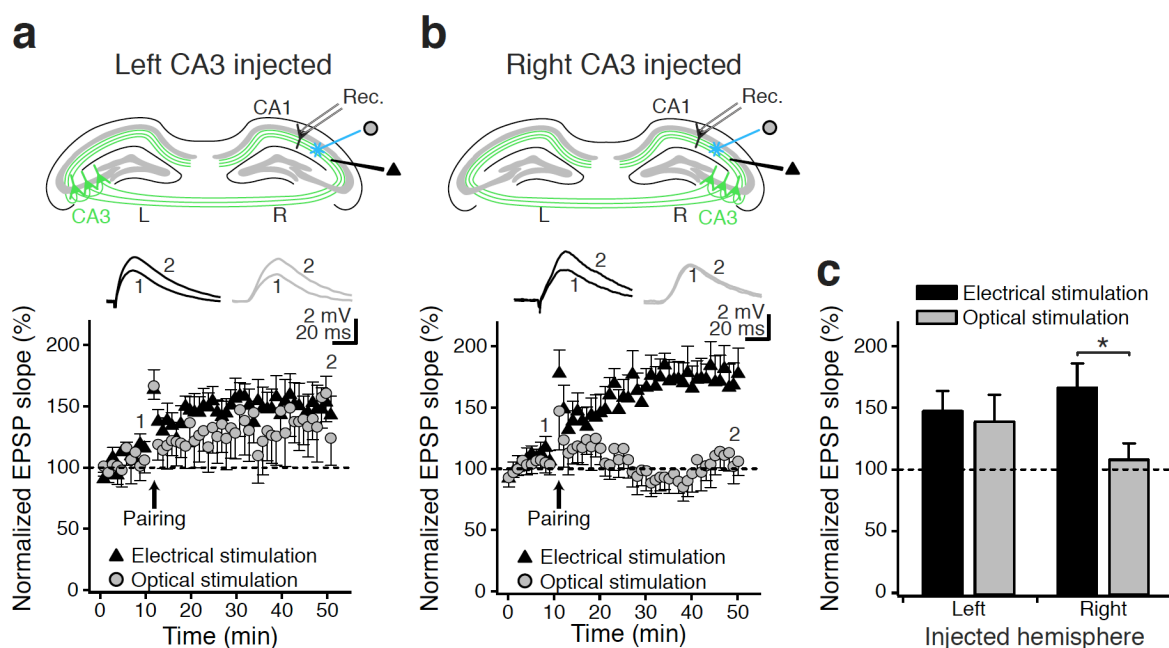 a
Left CA3 injected
CA1
Rec.
CA3
L
R
1
2
1
2
2 mV
20 ms
Normalized EPSP slope (%)
200
150
100
50
0
1
2
Pairing
Electrical stimulation
Optical stimulation
0 10 20 30 40 50
Time (min)
b
Right CA3 injected
CA1
Rec.
L
R
CA3
1
2
1
2
2 mV
20 ms
Normalized EPSP slope (%)
200
150
100
50
0
1
2
Pairing
Electrical stimulation
Optical stimulation
0 10 20 30 40 50
Time (min)
c
Electrical stimulation
Optical stimulation
*
Normalized EPSP slope (%)
200
150
100
50
0
Left Right
Injected hemisphere